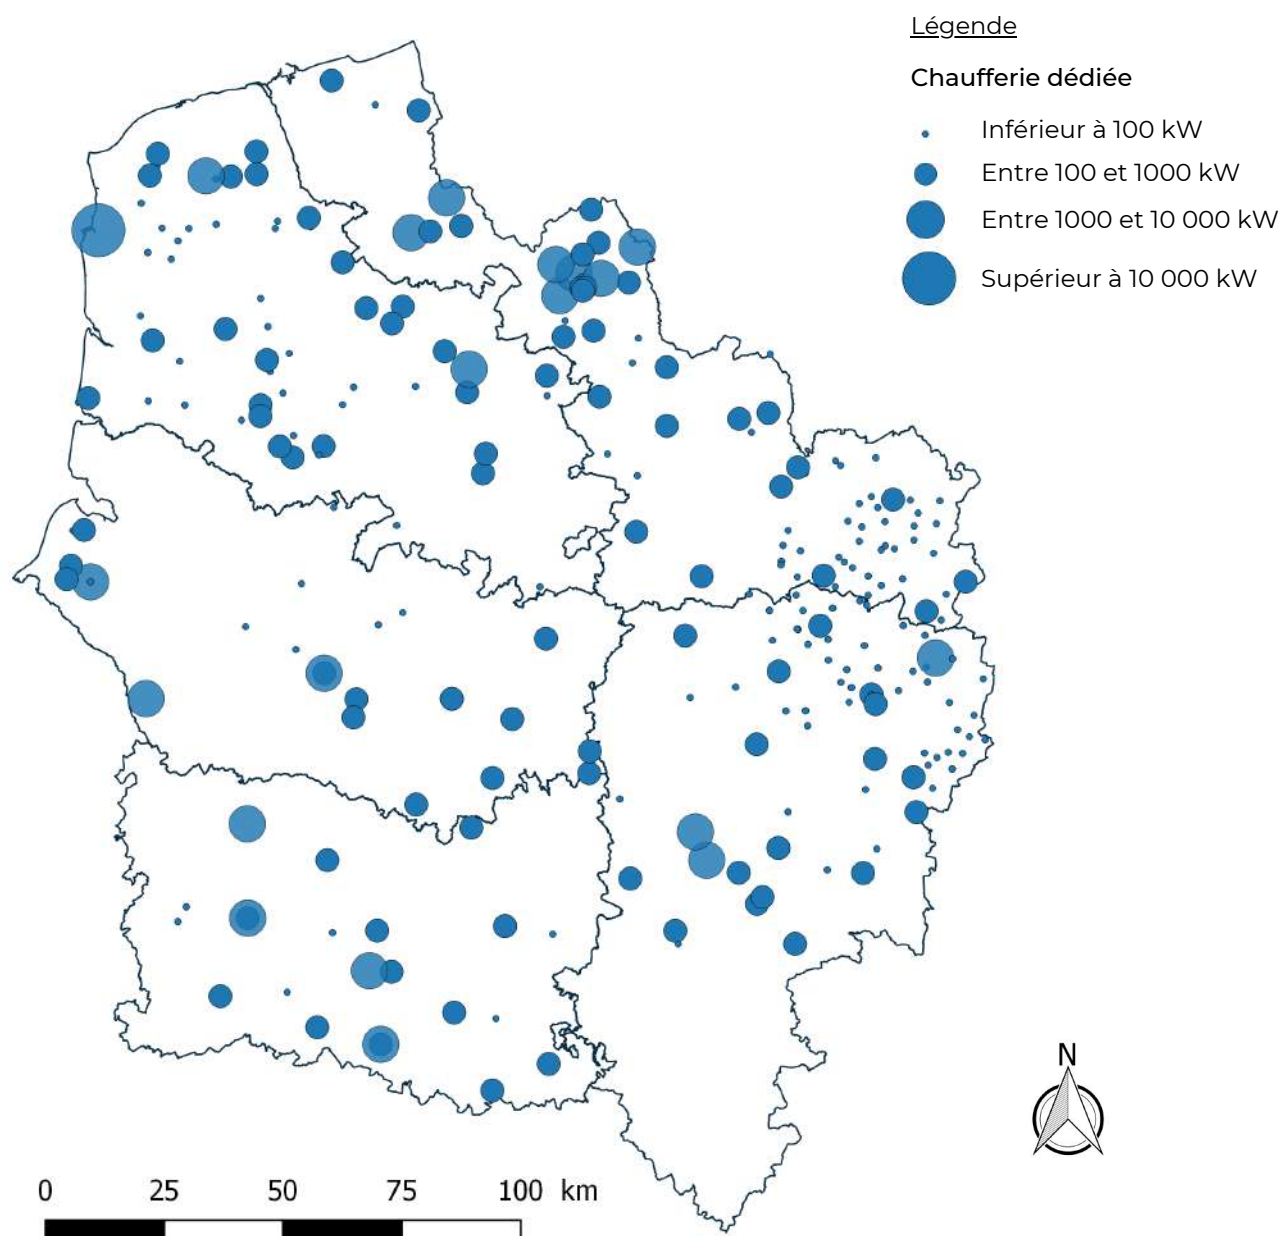 Légende
Chaufferie dédiée
Inférieur à 100 kW
Entre 100 et 1000 kW
Entre 1000 et 10 000 kW
Supérieur à 10 000 kW
N
0 25 50 75 100 km